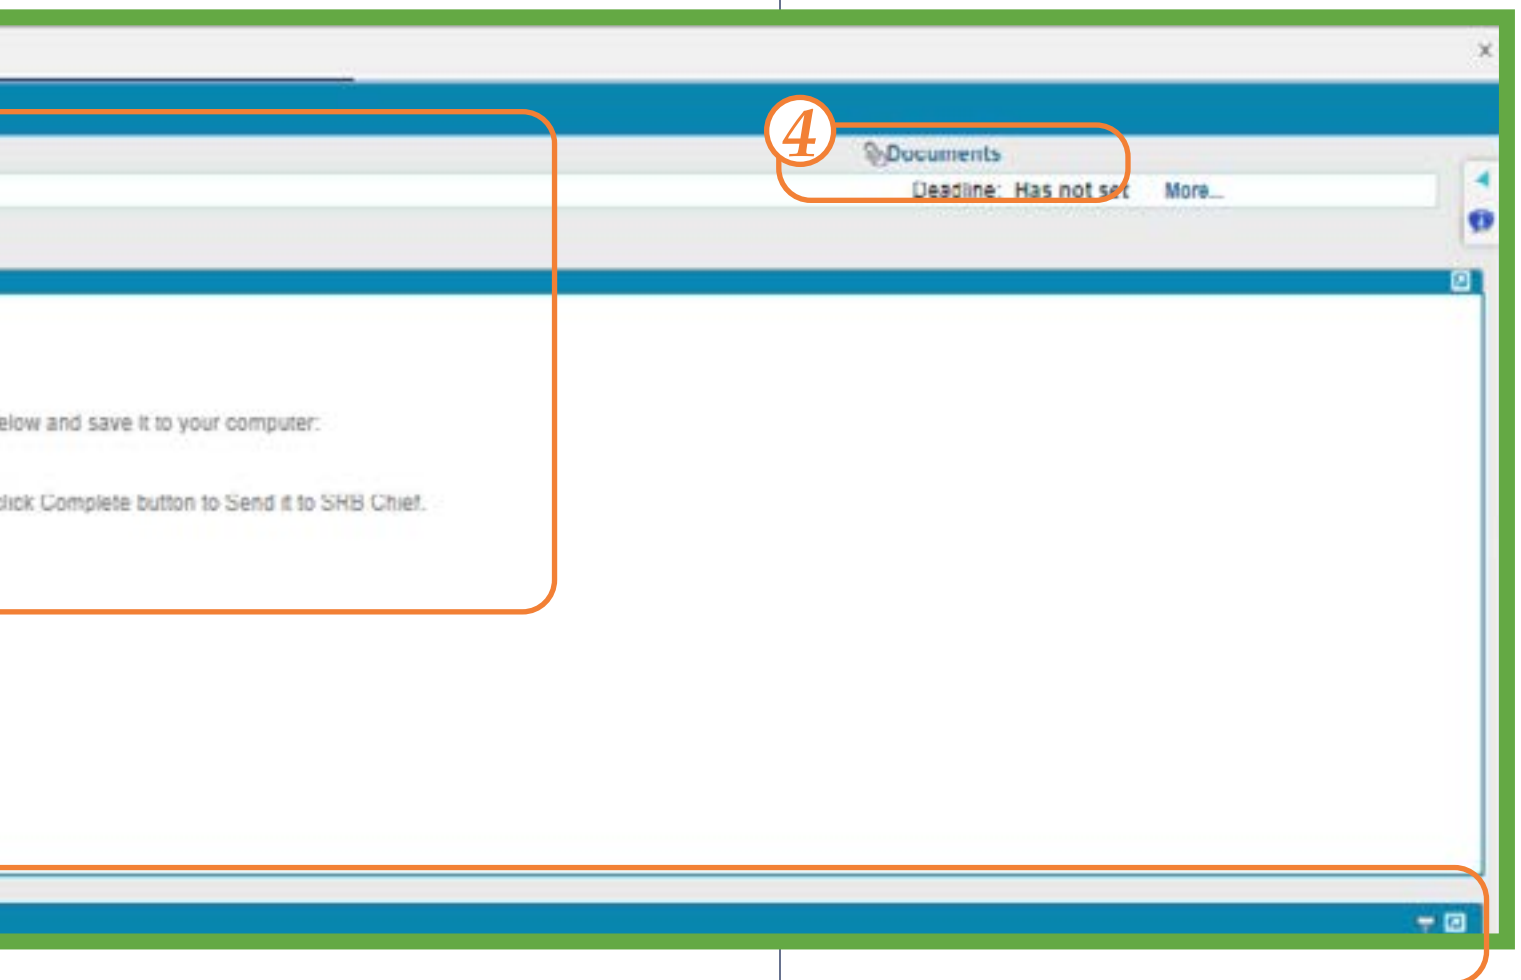 4
Documents
Deadline: Has not set More...
elow and save it to your computer:
click Complete button to Send it to SRB Chief.